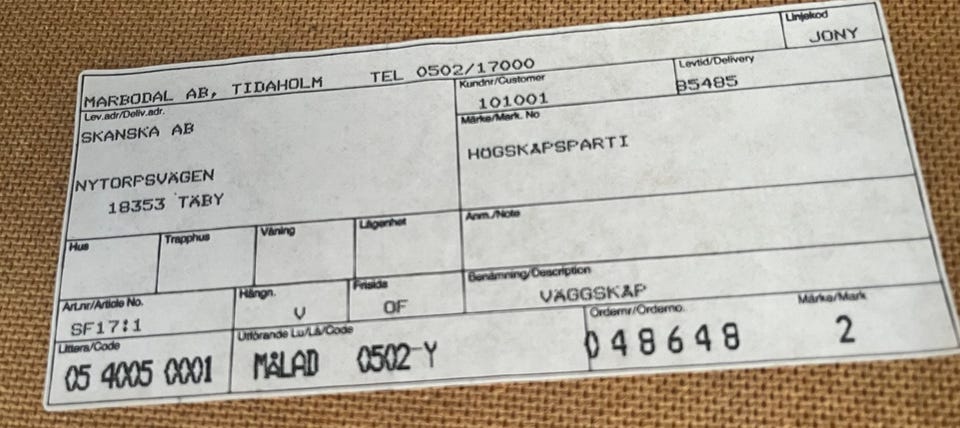 Linjekod
JONY
MARBODAL AB, TIDAHOLM TEL 0502/17000
Lev.adr/Deliv.adr.
SKANSKA AB
NYTORPSVÄGEN
18353 TÄBY
Kundnr/Customer
101001
Levtid/Delivery
85485
Märke/Mark. No
HÖGSKÅPSPARTI
Hus
Trapphus
Våning
Lägenhet
Anm./Note
Art.nr/Article No.
SF17:1
Hängn.
V
Frisida
OF
Benämning/Description
VÄGGSKÅP
Littera/Code
05 4005 0001
Utförande Lu/Lå/Code
MÅLAD 0502-Y
Ordernr/Orderno.
048648
Märke/Mark
2